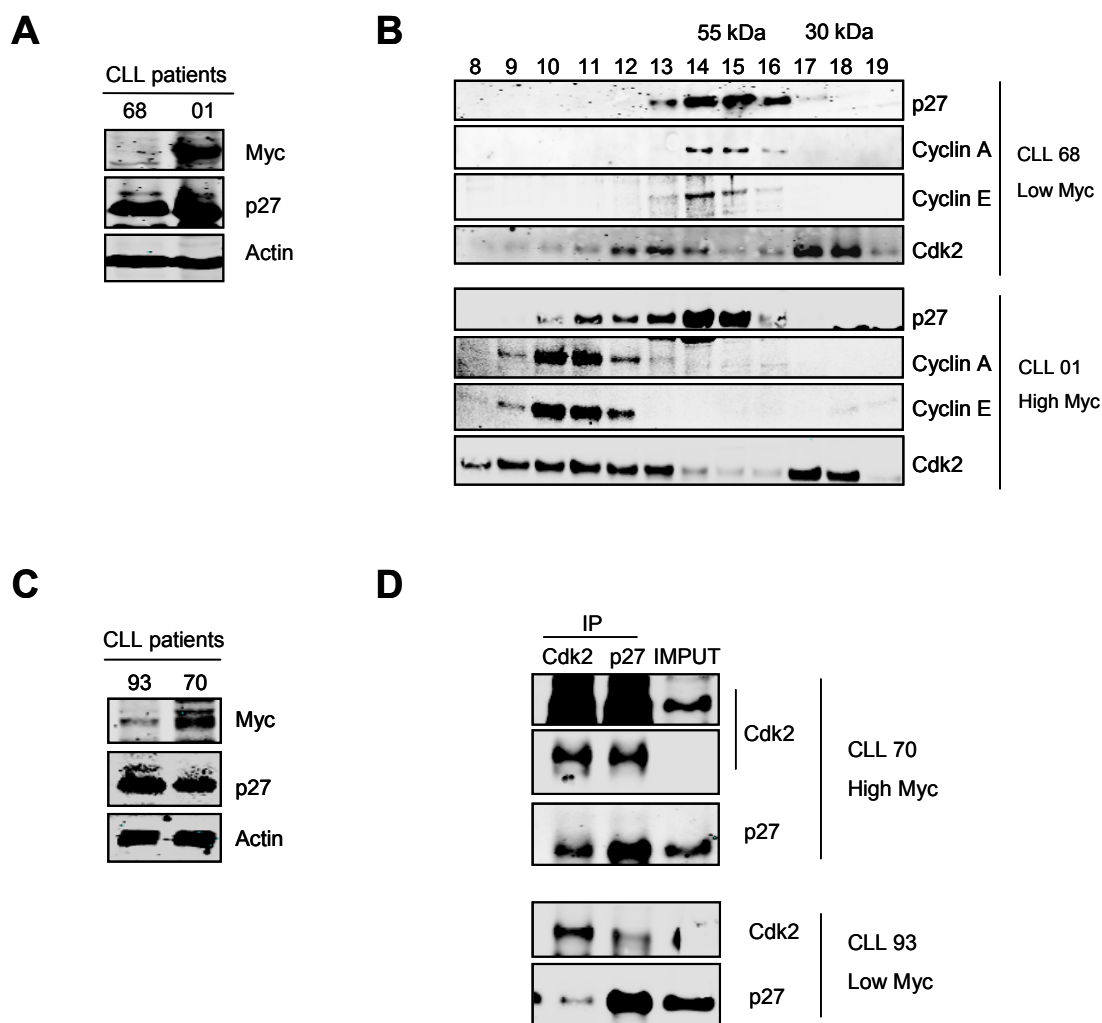 A
CLL patients
68 01
Myc
p27
Actin
B
55 kDa 30 kDa
8 9 10 11 12 13 14 15 16 17 18 19
p27
Cyclin A
Cyclin E
Cdk2
CLL 68
Low Myc
p27
Cyclin A
Cyclin E
Cdk2
CLL 01
High Myc
C
CLL patients
93 70
Myc
p27
Actin
D
IP
Cdk2 p27 IMPUT
Cdk2
p27
CLL 70
High Myc
Cdk2
p27
CLL 93
Low Myc